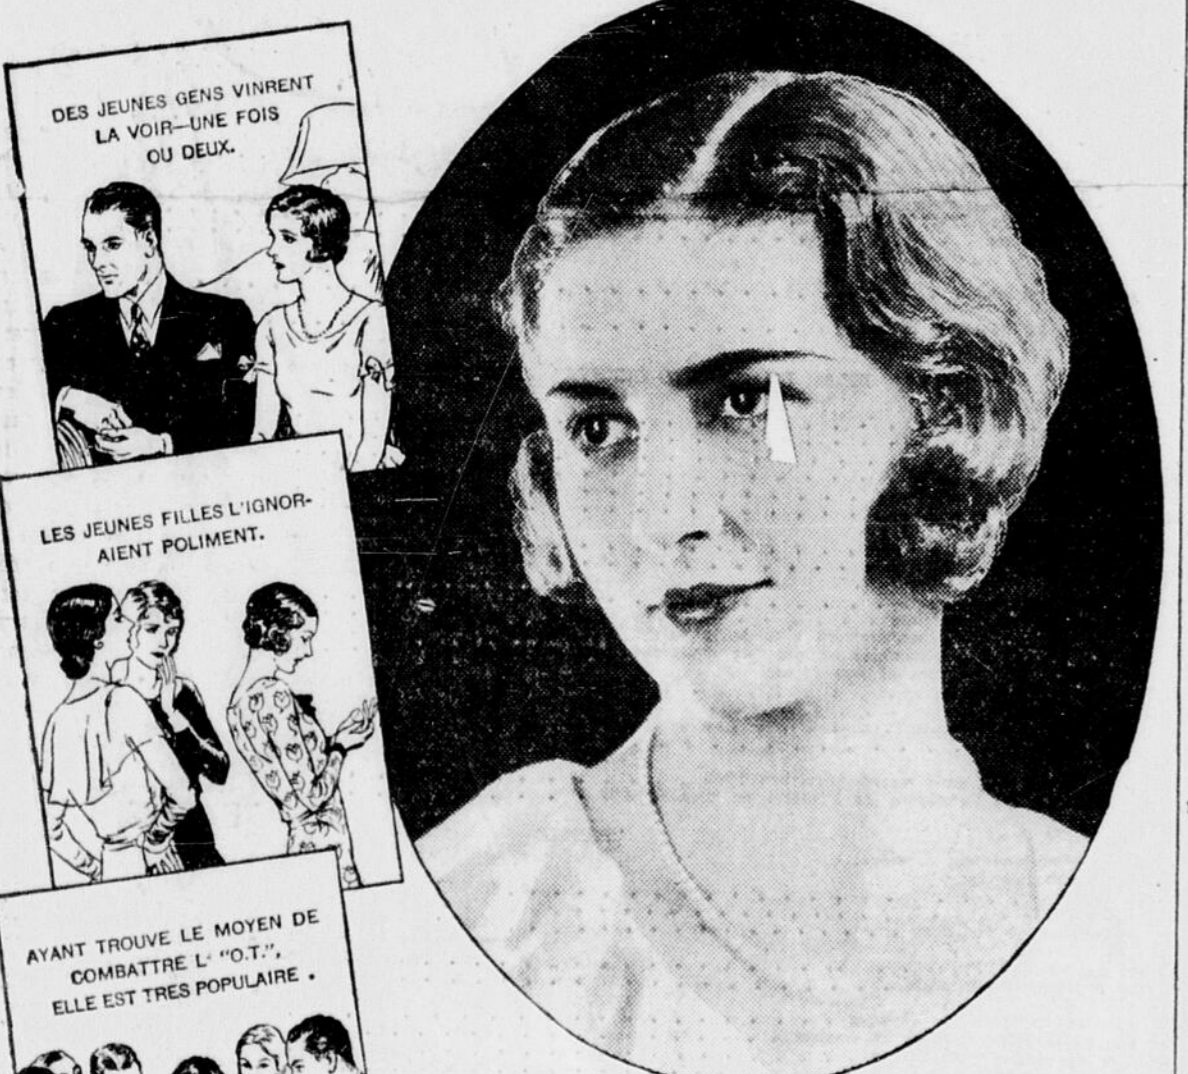 DES JEUNES GENS VINRENT
LA VOIR—UNE FOIS
OU DEUX.
LES JEUNES FILLES L'IGNOR-
AIENT POLIMENT.
AYANT TROUVE LE MOYEN DE
COMBATTRE L' "O.T.",
ELLE EST TRES POPULAIRE .